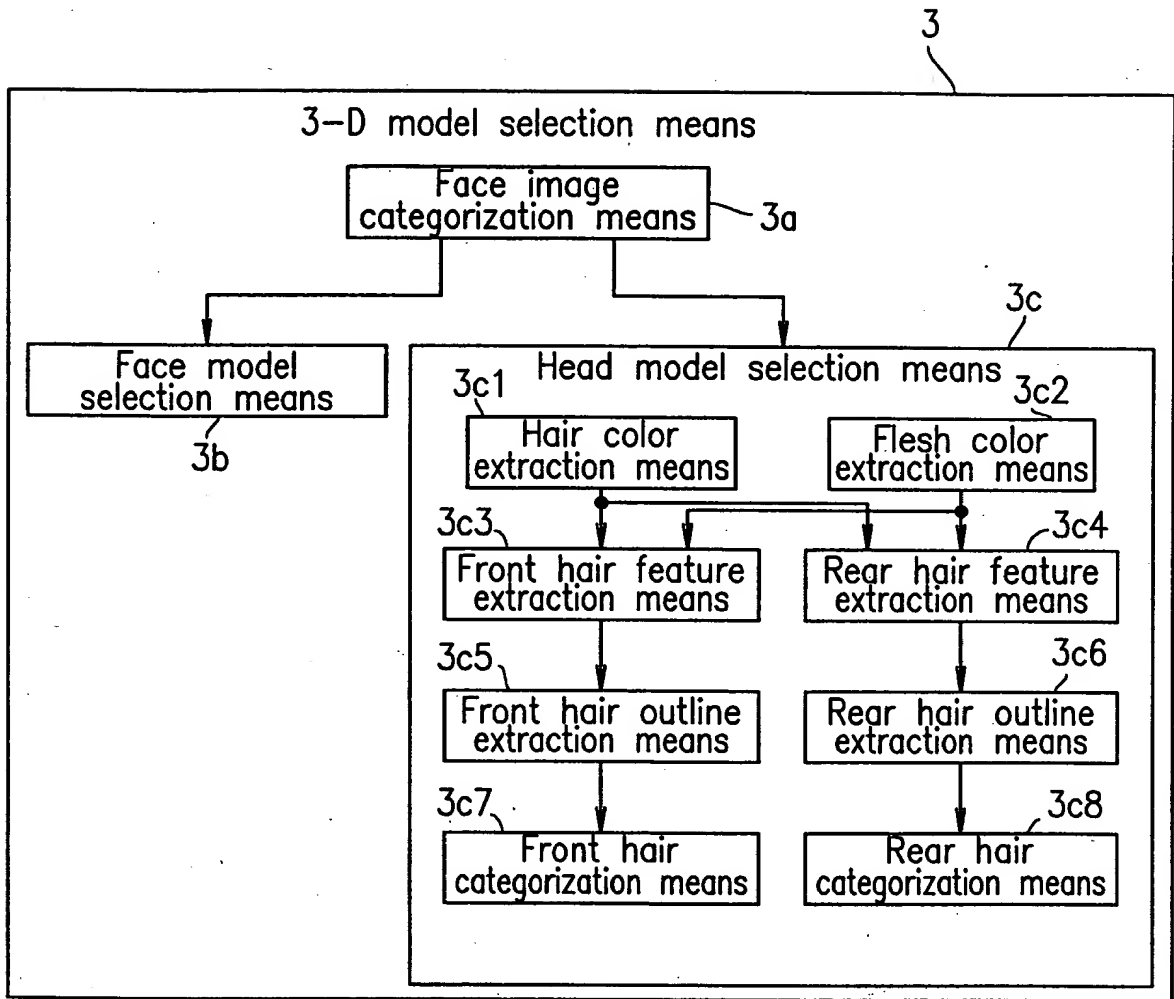 3
3-D model selection means
Face image
categorization means
3a
3c
Face model
selection means
3b
Head model selection means
3c1
3c2
Hair color
extraction means
Flesh color
extraction means
3c3
3c4
Front hair feature
extraction means
Rear hair feature
extraction means
3c5
3c6
Front hair outline
extraction means
Rear hair outline
extraction means
3c7
3c8
Front hair
categorization means
Rear hair
categorization means